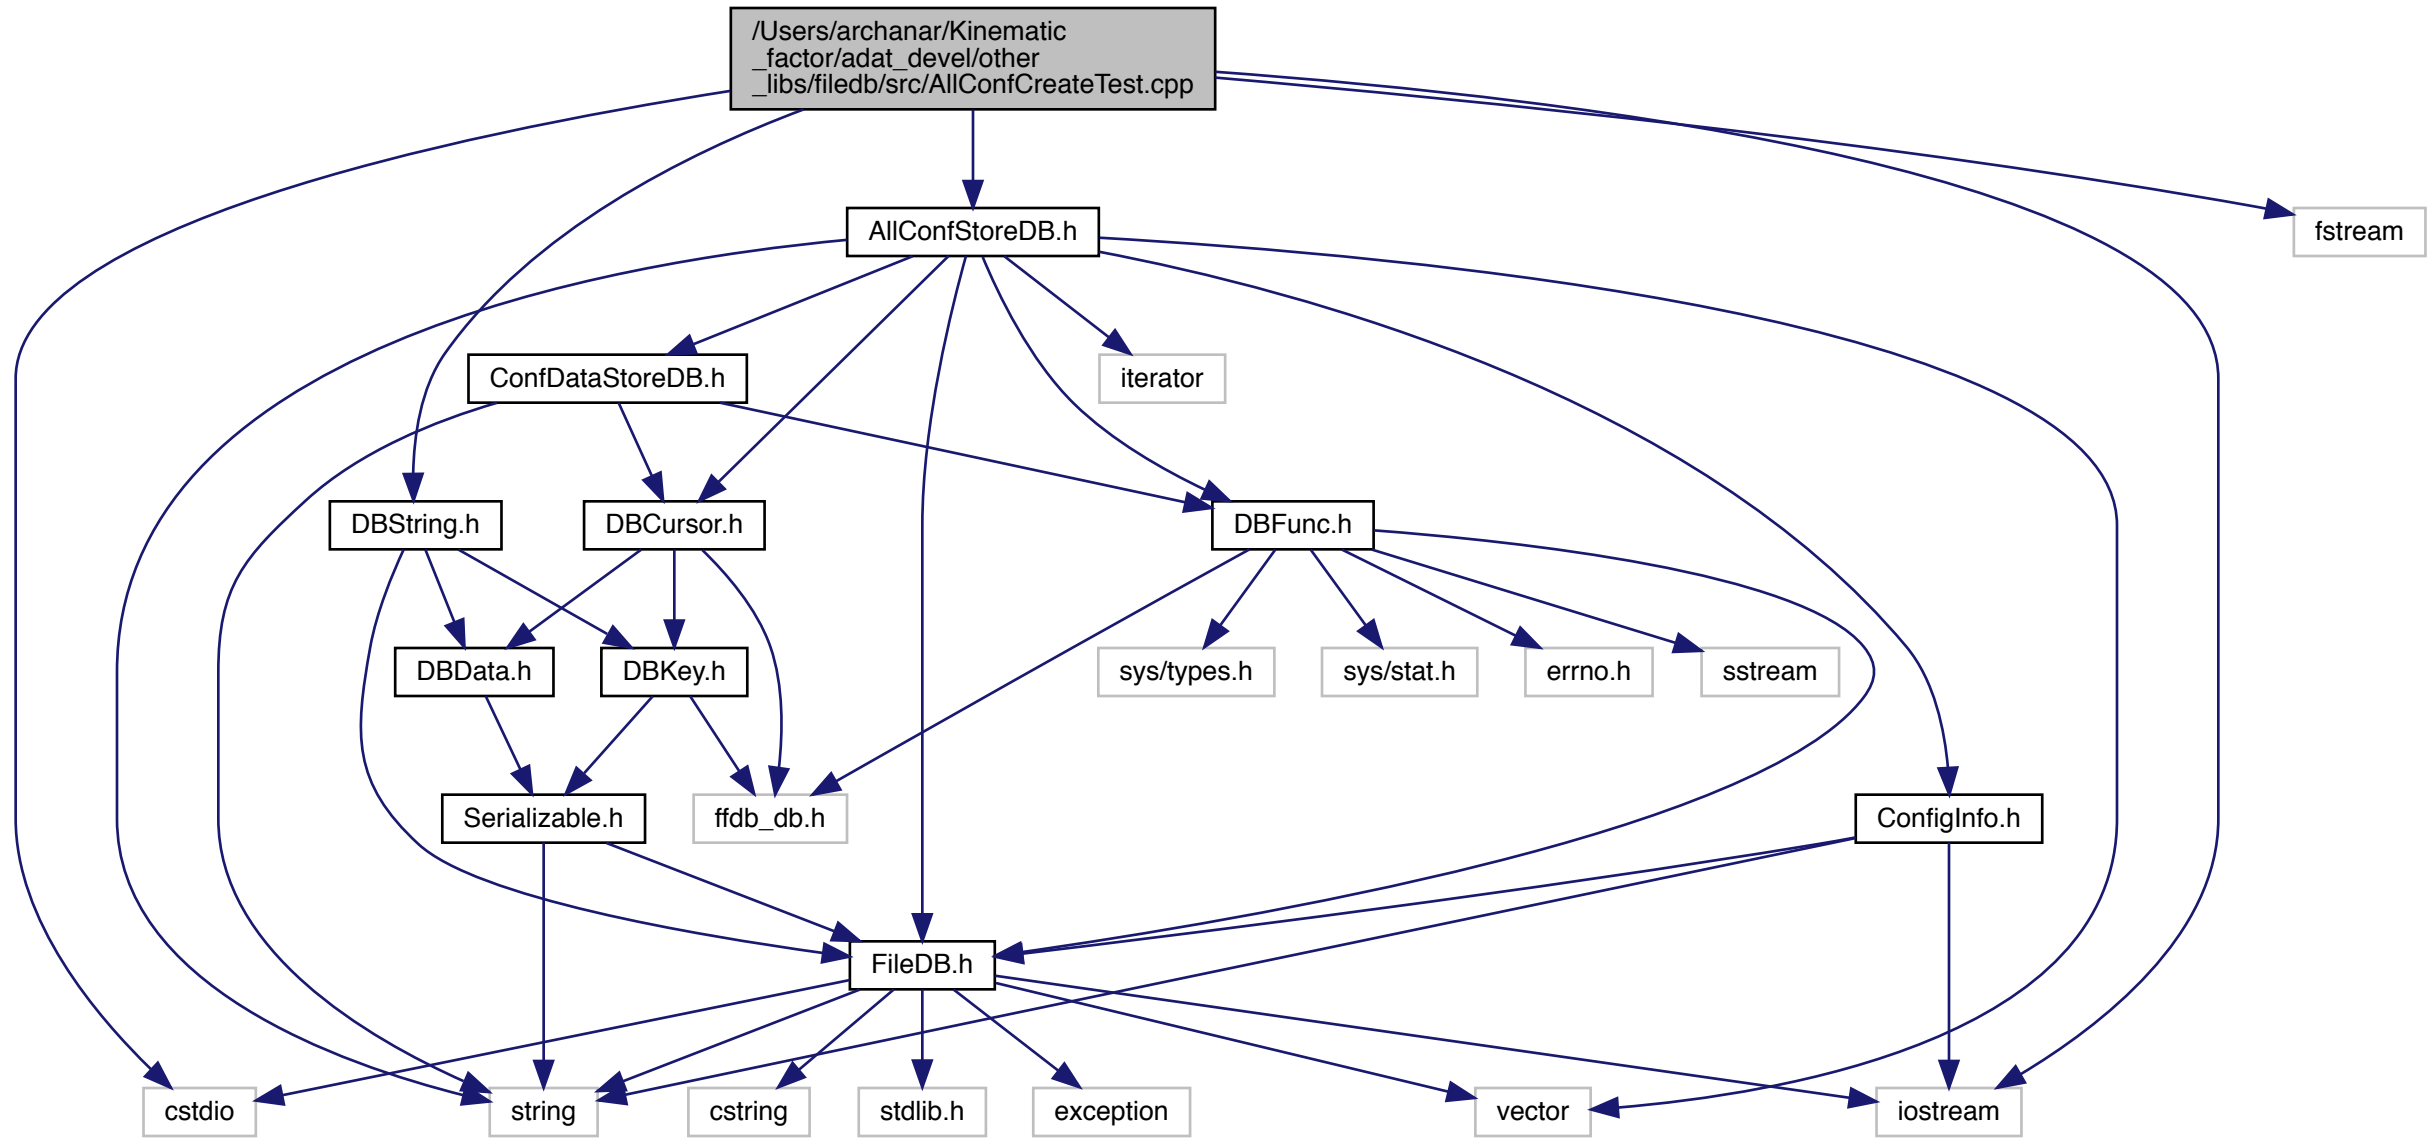 /Users/archanar/Kinematic
_factor/adat_devel/other
_libs/filedb/src/AllConfCreateTest.cpp
AllConfStoreDB.h
fstream
ConfDataStoreDB.h
iterator
DBString.h
DBCursor.h
DBFunc.h
DBData.h
DBKey.h
sys/types.h
sys/stat.h
errno.h
sstream
Serializable.h
ffdb_db.h
ConfigInfo.h
FileDB.h
cstdio
string
cstring
stdlib.h
exception
vector
iostream